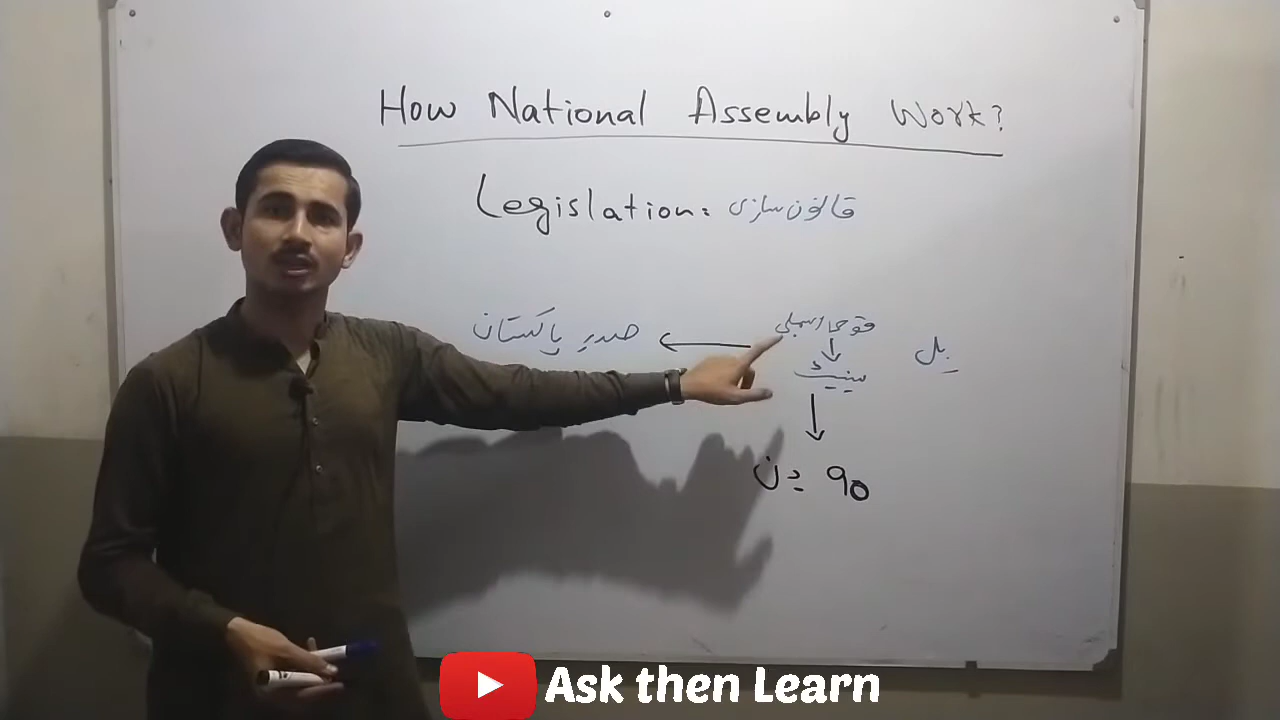 How National Assembly Work?
Legislation: قانون سازی
قومی اسمبلی
صدر پاکستان
بل
سینیٹ
90 دن
Ask then Learn